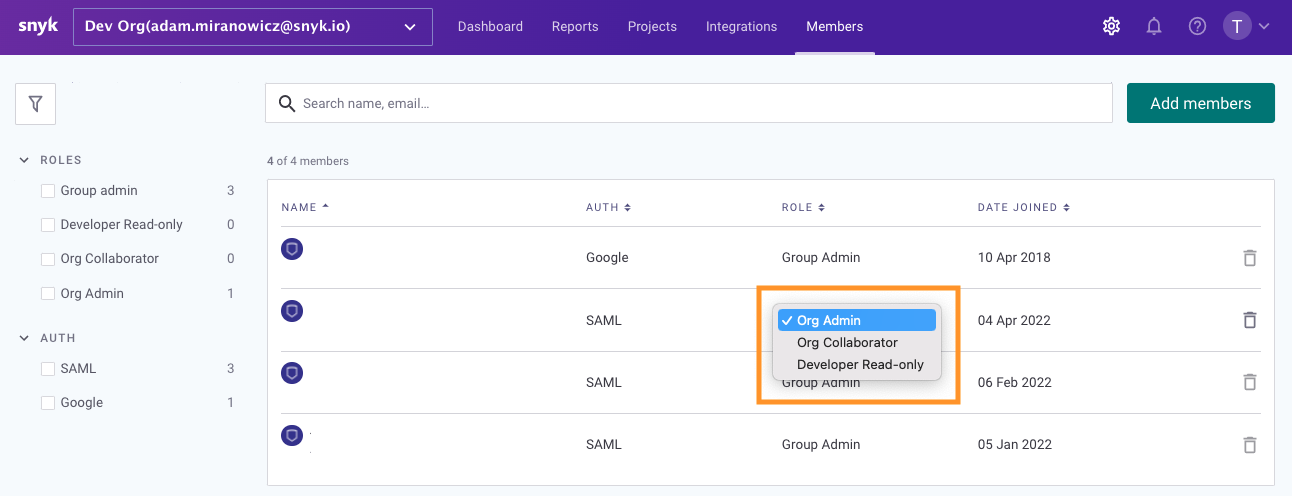 snyk Dev Org(adam.miranowicz@snyk.io) Dashboard Reports Projects Integrations Members T
Search name, email... Add members
4 of 4 members
ROLES
Group admin 3
Developer Read-only 0
Org Collaborator 0
Org Admin 1
AUTH
SAML 3
Google 1
NAME AUTH ROLE DATE JOINED
Google Group Admin 10 Apr 2018
SAML Org Admin 04 Apr 2022
Org Collaborator
Developer Read-only
SAML Group Admin 06 Feb 2022
SAML Group Admin 05 Jan 2022